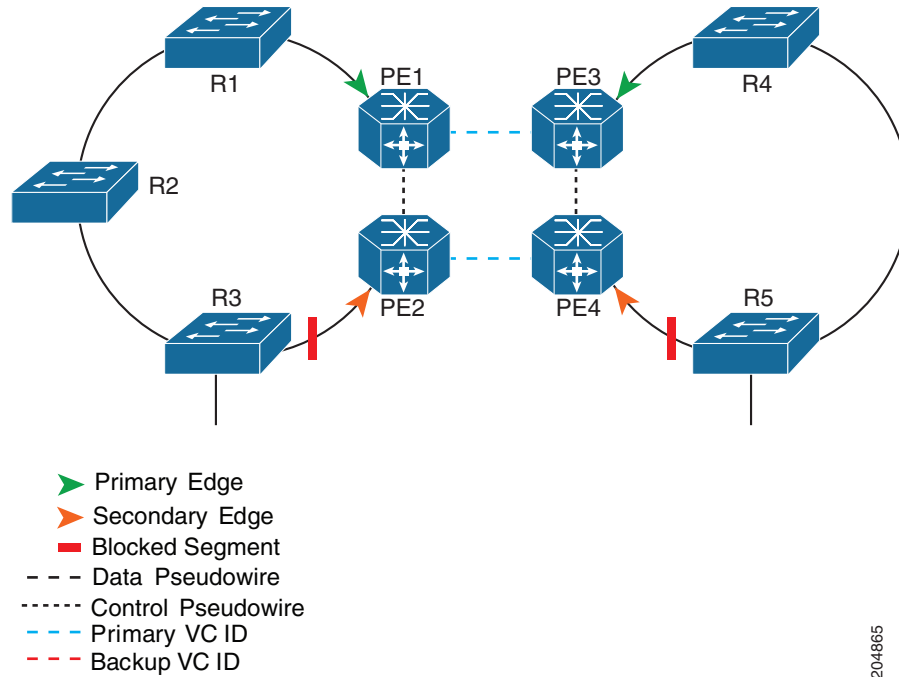 R1
PE1
PE3
R4
R2
R3
PE2
PE4
R5
Primary Edge
Secondary Edge
Blocked Segment
Data Pseudowire
Control Pseudowire
Primary VC ID
Backup VC ID
204865